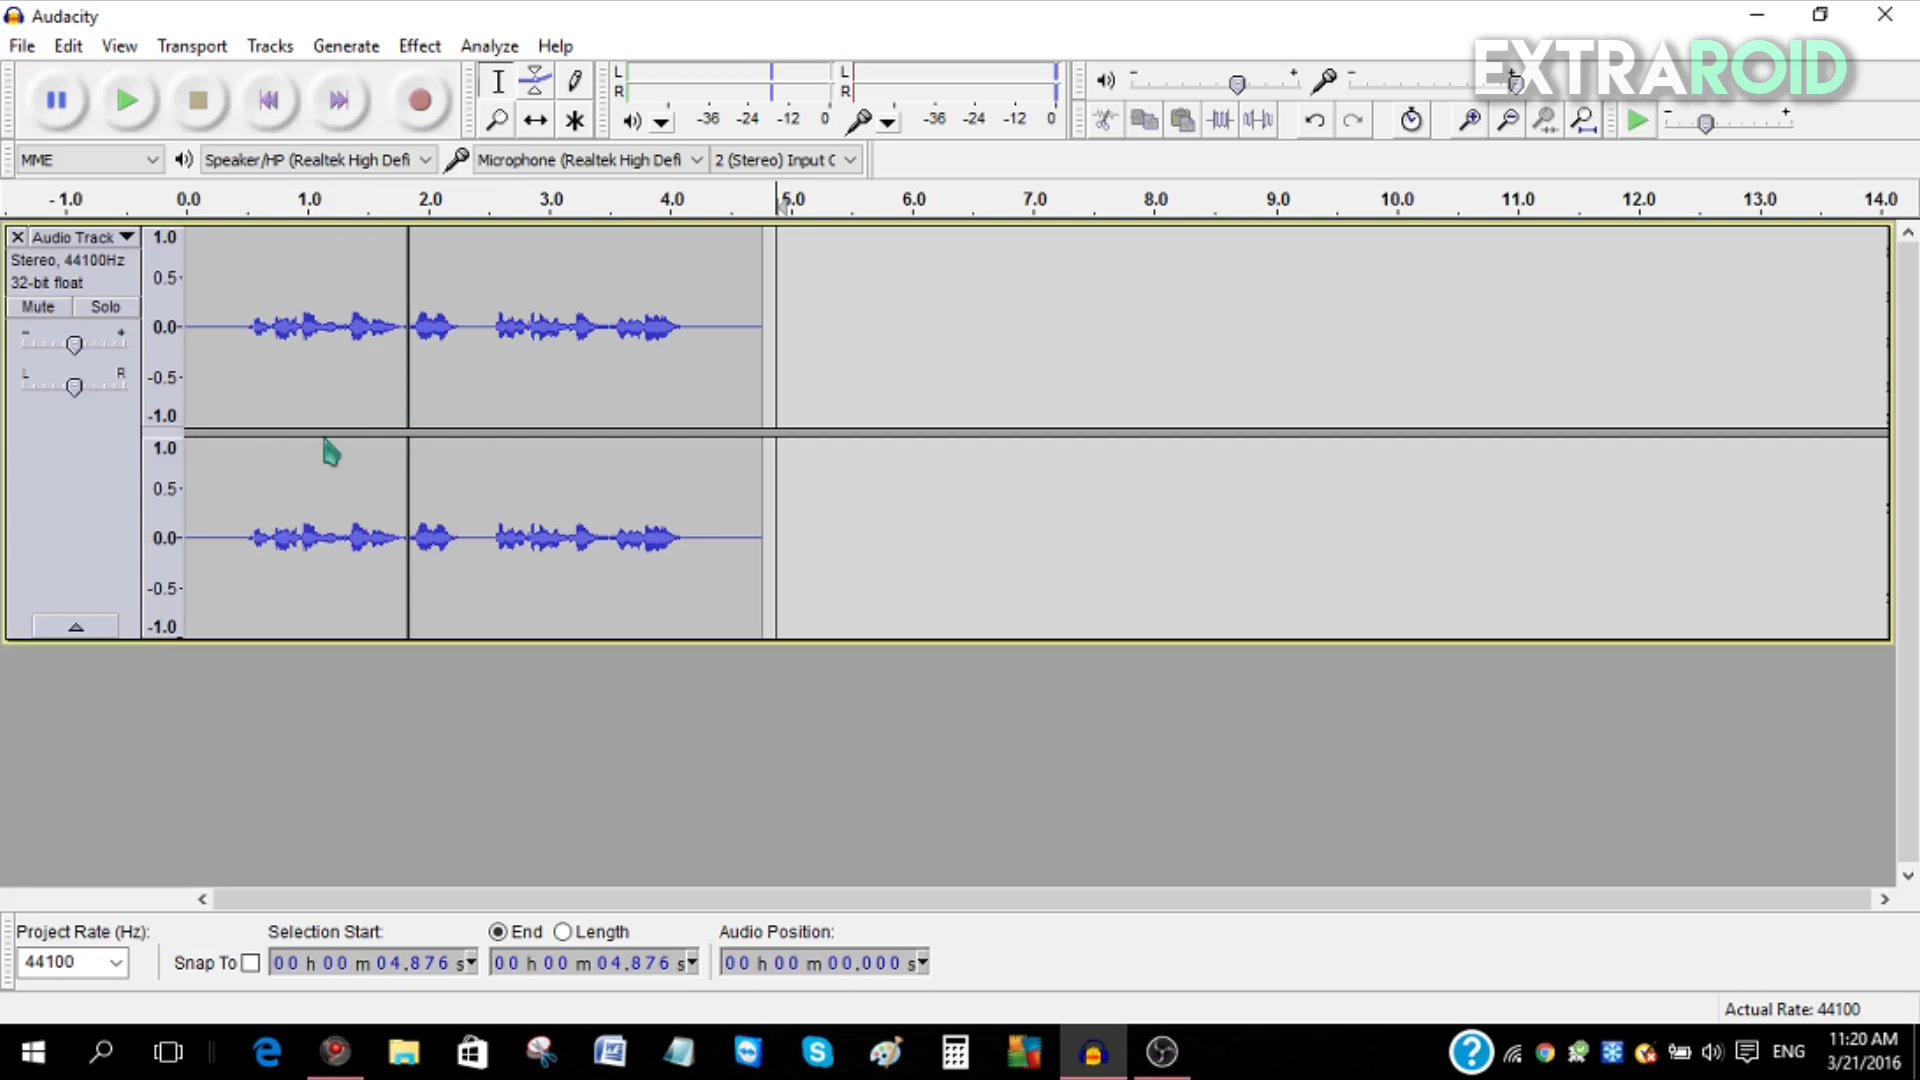 Audacity
File Edit View Transport Tracks Generate Effect Analyze Help
EXTRAROID
L
R
-36 -24 -12 0
L
R
-36 -24 -12 0
MME
Speaker/HP (Realtek High Defi
Microphone (Realtek High Defi
2 (Stereo) Input C
-1.0 0.0 1.0 2.0 3.0 4.0 5.0 6.0 7.0 8.0 9.0 10.0 11.0 12.0 13.0 14.0
Audio Track
Stereo, 44100Hz
32-bit float
Mute Solo
- +
L R
1.0
0.5
0.0
-0.5
-1.0
1.0
0.5
0.0
-0.5
-1.0
Project Rate (Hz):
44100
Snap To
Selection Start:
00 h 00 m 04.876 s
End Length
00 h 00 m 04.876 s
Audio Position:
00 h 00 m 00.000 s
Actual Rate: 44100
ENG
11:20 AM
3/21/2016